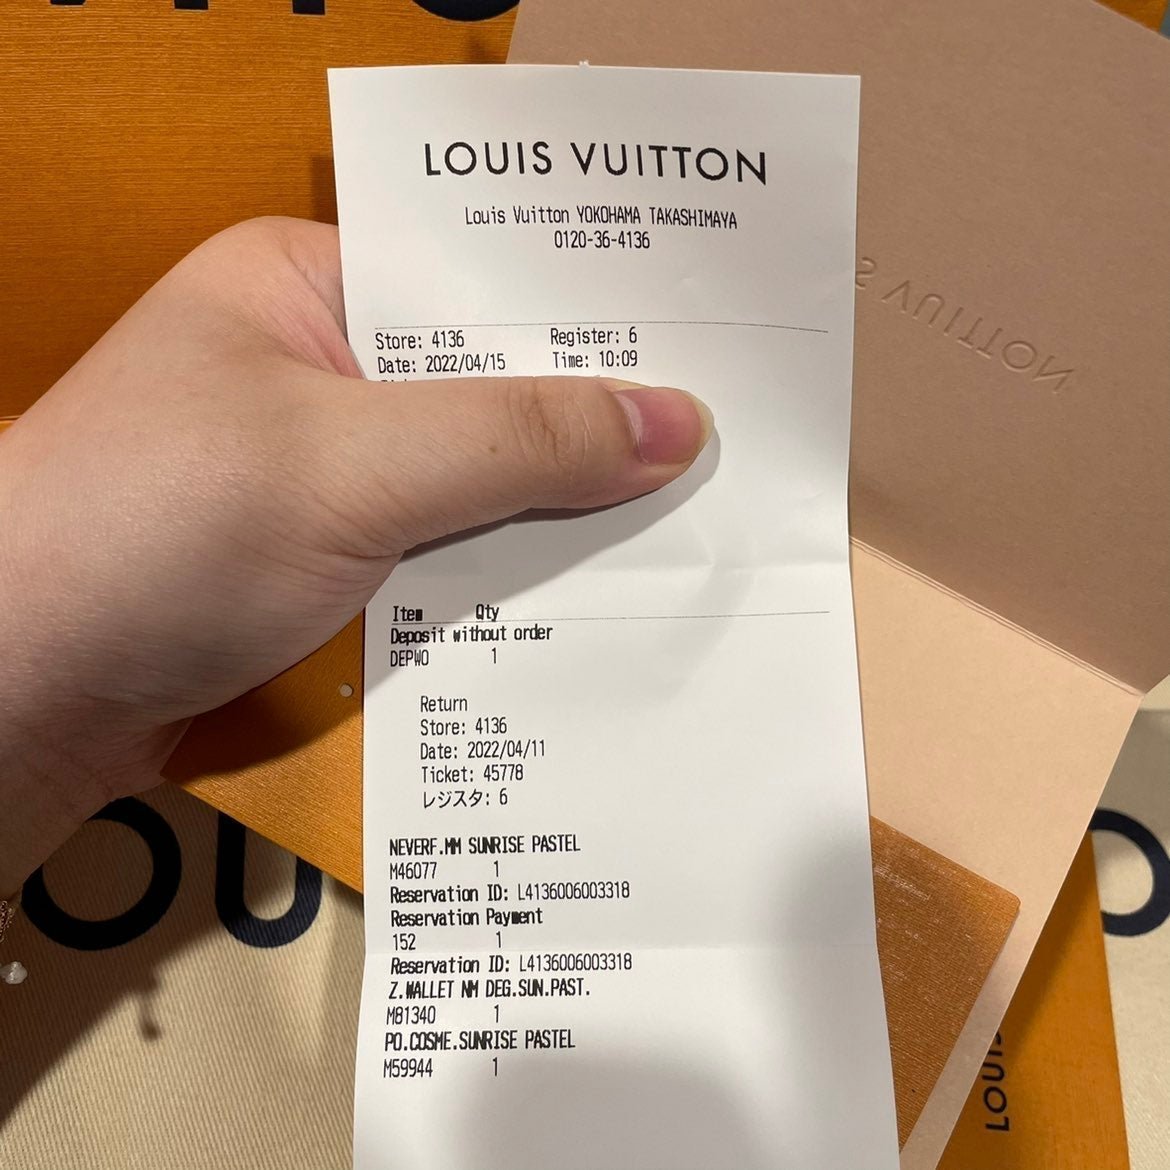 LOUIS VUITTON
Louis Vuitton YOKOHAMA TAKASHIMAYA
0120-36-4136
Store: 4136 Register: 6
Date: 2022/04/15 Time: 10:09
Item Qty
Deposit without order
DEPWO 1
Return
Store: 4136
Date: 2022/04/11
Ticket: 45778
レジスタ: 6
NEVERF.MM SUNRISE PASTEL
M46077 1
Reservation ID: L4136006003318
Reservation Payment
152 1
Reservation ID: L4136006003318
Z.WALLET NM DEG.SUN.PAST.
M81340 1
PO.COSME.SUNRISE PASTEL
M59944 1
S VUITTON
LOUIS
OU